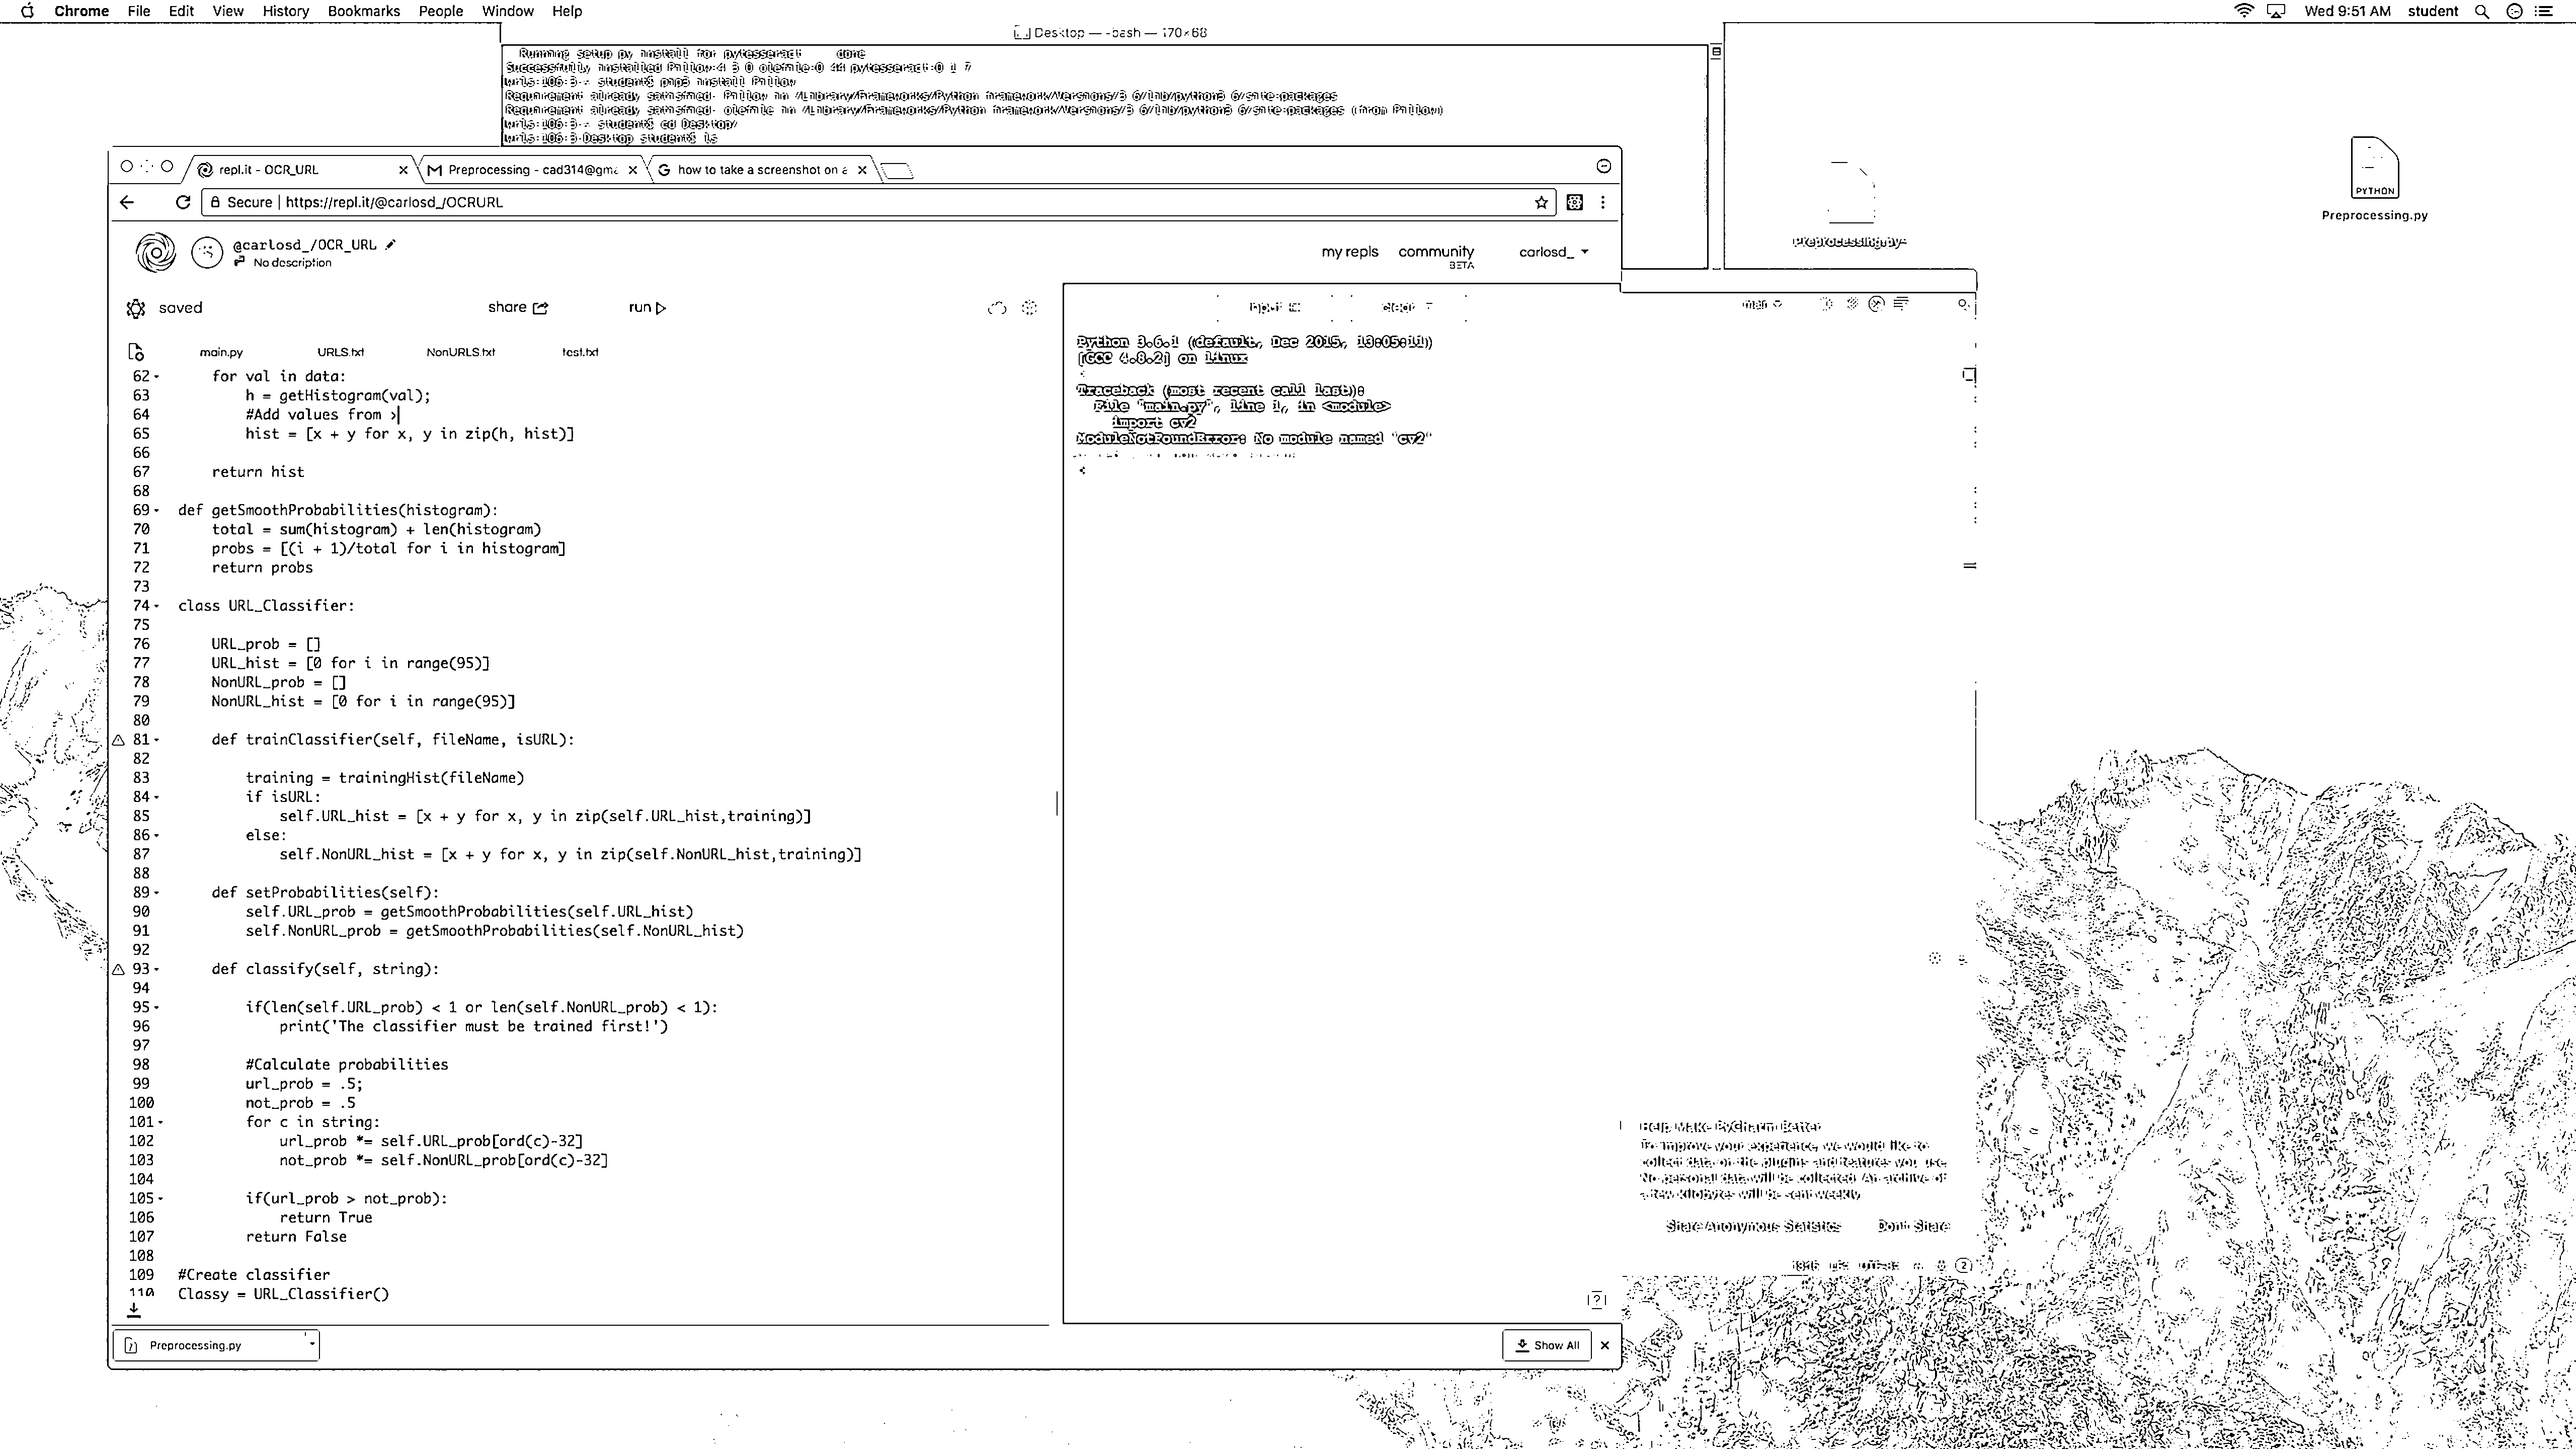 Chrome File Edit View History Bookmarks People Window Help
Wed 9:51 AM student
Desktop — -bash — 170×68
Running setup.py install for pytesseract done
Successfully installed Pillow-4.3.0 olefile-0.44 pytesseract-0.1.7
student$ pip3 install Pillow
Requirement already satisfied: Pillow in /Library/Frameworks/Python.framework/Versions/3.6/lib/python3.6/site-packages
Requirement already satisfied: olefile in /Library/Frameworks/Python.framework/Versions/3.6/lib/python3.6/site-packages (from Pillow)
student$ cd Desktop/
Desktop student$ ls
repl.it - OCR_URL
Preprocessing - cad314@gma
how to take a screenshot on a
Secure | https://repl.it/@carlosd_/OCRURL
PYTHON
Preprocessing.py
Preprocessing.py
@carlosd_/OCR_URL
No description
my repls community carlosd_
BETA
saved share run
main.py URLS.txt NonURLS.txt test.txt
62 for val in data:
63 h = getHistogram(val);
64 #Add values from >
65 hist = [x + y for x, y in zip(h, hist)]
66
67 return hist
68
69 def getSmoothProbabilities(histogram):
70 total = sum(histogram) + len(histogram)
71 probs = [(i + 1)/total for i in histogram]
72 return probs
73
74 class URL_Classifier:
75
76 URL_prob = []
77 URL_hist = [0 for i in range(95)]
78 NonURL_prob = []
79 NonURL_hist = [0 for i in range(95)]
80
81 def trainClassifier(self, fileName, isURL):
82
83 training = trainingHist(fileName)
84 if isURL:
85 self.URL_hist = [x + y for x, y in zip(self.URL_hist,training)]
86 else:
87 self.NonURL_hist = [x + y for x, y in zip(self.NonURL_hist,training)]
88
89 def setProbabilities(self):
90 self.URL_prob = getSmoothProbabilities(self.URL_hist)
91 self.NonURL_prob = getSmoothProbabilities(self.NonURL_hist)
92
93 def classify(self, string):
94
95 if(len(self.URL_prob) < 1 or len(self.NonURL_prob) < 1):
96 print('The classifier must be trained first!')
97
98 #Calculate probabilities
99 url_prob = .5;
100 not_prob = .5
101 for c in string:
102 url_prob *= self.URL_prob[ord(c)-32]
103 not_prob *= self.NonURL_prob[ord(c)-32]
104
105 if(url_prob > not_prob):
106 return True
107 return False
108
109 #Create classifier
110 Classy = URL_Classifier()
Python 3.6.1 (default, Dec 2015, 13:05:11)
[GCC 4.8.2] on linux
Traceback (most recent call last):
File "main.py", line 1, in <module>
import cv2
ModuleNotFoundError: No module named 'cv2'
Help Make PyCharm Better
To improve your experience, we would like to
collect data on the plugins and features you use.
No personal data will be collected. An archive of
a few kilobytes will be sent weekly.
Share Anonymous Statistics Don't Share
2
Preprocessing.py
Show All